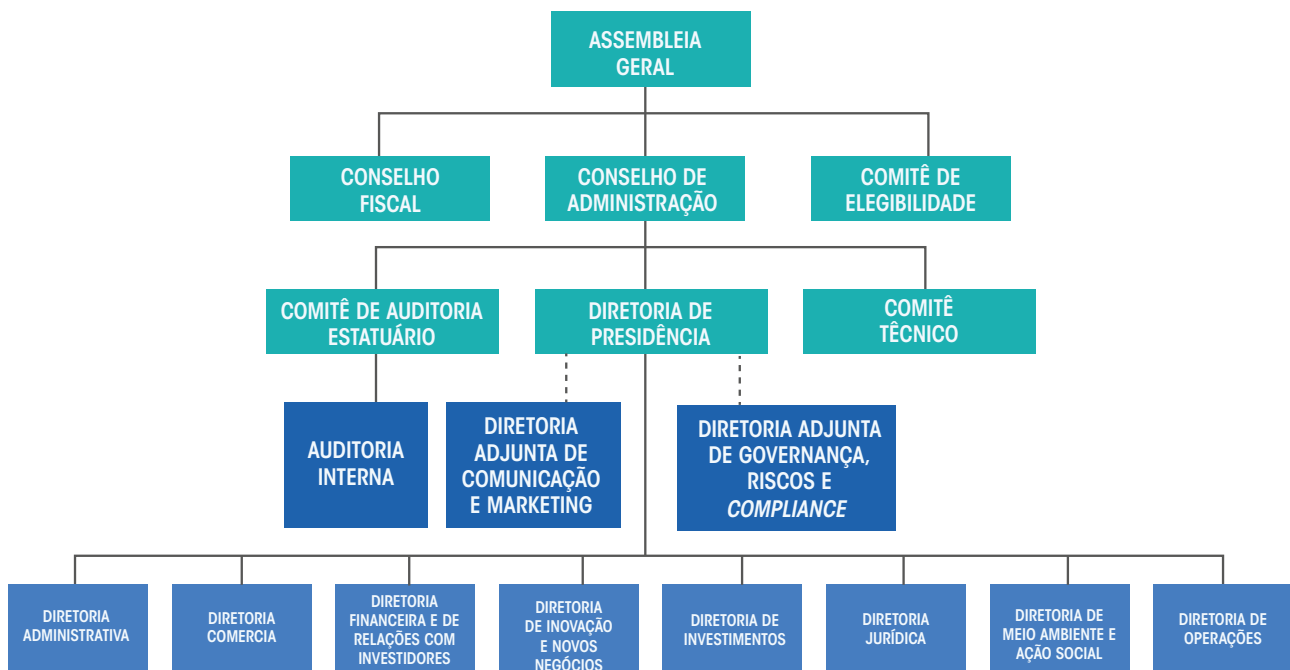 ASSEMBLEIA
GERAL
CONSELHO
FISCAL
CONSELHO DE
ADMINISTRAÇÃO
COMITÊ DE
ELEGIBILIDADE
COMITÊ DE AUDITORIA
ESTATUÁRIO
DIRETORIA DE
PRESIDÊNCIA
COMITÊ
TÊCNICO
AUDITORIA
INTERNA
DIRETORIA
ADJUNTA DE
COMUNICAÇÃO
E MARKETING
DIRETORIA ADJUNTA
DE GOVERNANÇA,
RISCOS E
COMPLIANCE
DIRETORIA
ADMINISTRATIVA
DIRETORIA
COMERCIA
DIRETORIA
FINANCEIRA E DE
RELAÇÕES COM
INVESTIDORES
DIRETORIA
DE INOVAÇÃO
E NOVOS
NEGÓCIOS
DIRETORIA
DE INVESTIMENTOS
DIRETORIA
JURÍDICA
DIRETORIA DE
MEIO AMBIENTE E
AÇÃO SOCIAL
DIRETORIA DE
OPERAÇÕES